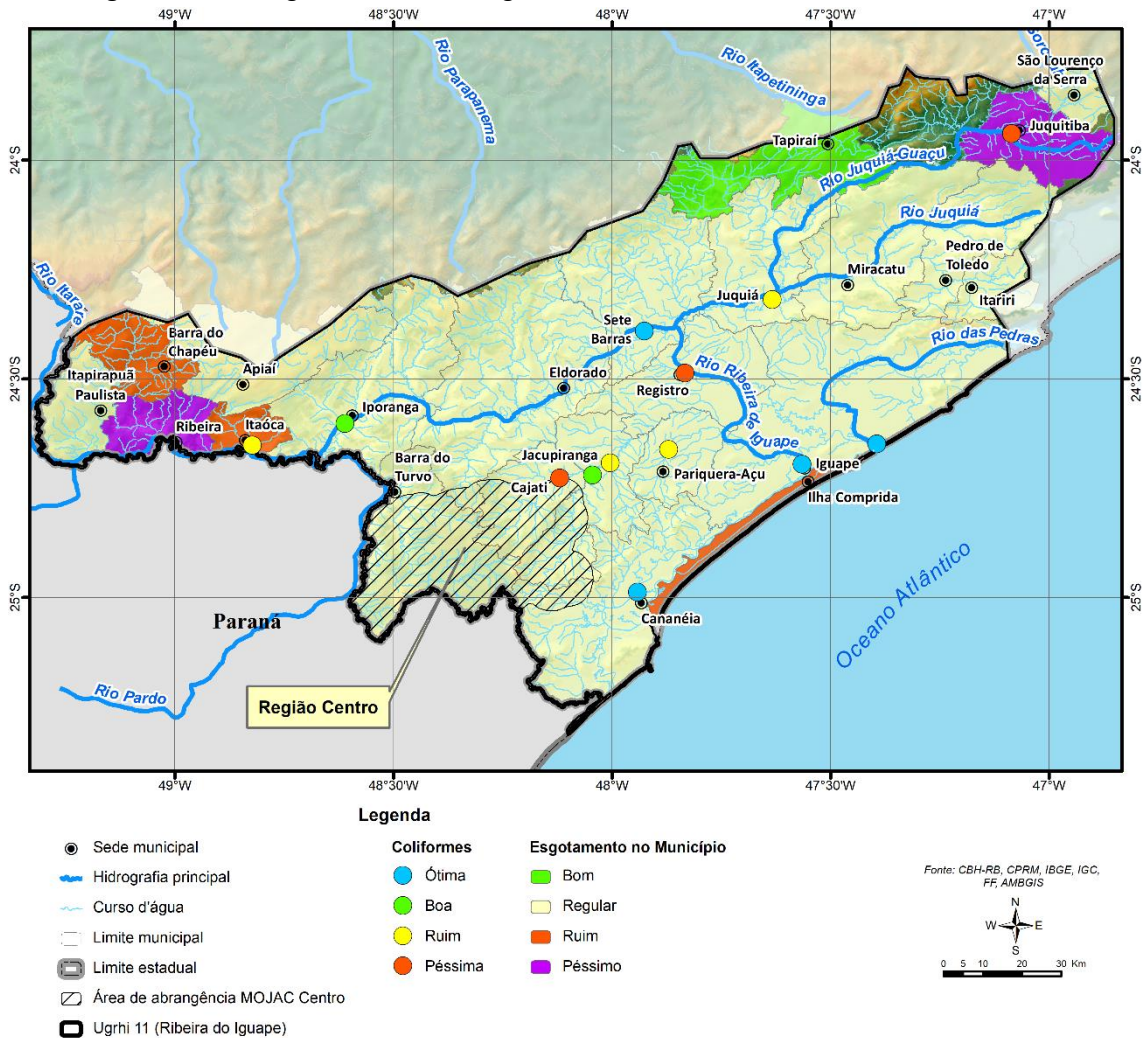 49°W
48°30'W
48°W
47°30'W
47°W
24°S
24°30'S
25°S
Rio Parapanema
Rio Itapetininga
São Lourenço
da Serra
Juquitiba
Tapiraí
Rio Juquiá-Guaçu
Rio Juquiá
Pedro de
Toledo
Miracatu
Itariri
Juquiá
Rio das Pedras
Rio Itarare
Sete
Barras
Barra do
Chapéu
Apiaí
Itapirapuã
Paulista
Eldorado
Registro
Rio Ribeira de Iguape
Iporanga
Ribeira
Itaóca
Jacupiranga
Iguape
Barra do
Turvo
Cajati
Pariquera-Açu
Ilha Comprida
Cananéia
Oceano Atlântico
Paraná
Rio Pardo
Região Centro
24°S
24°30'S
25°S
49°W
48°30'W
48°W
47°30'W
47°W
Legenda
Sede municipal
Hidrografia principal
Curso d'água
Limite municipal
Limite estadual
Área de abrangência MOJAC Centro
Ugrhi 11 (Ribeira do Iguape)
Coliformes
Ótima
Boa
Ruim
Péssima
Esgotamento no Município
Bom
Regular
Ruim
Péssimo
Fonte: CBH-RB, CPRM, IBGE, IGC,
FF, AMBGIS
N
W E
S
0 5 10 20 30 Km